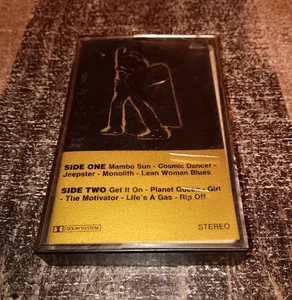 SIDE ONE Mambo Sun - Cosmic Dancer -
Jeepster - Monolith - Lean Woman Blues
SIDE TWO Get It On - Planet Queen - Girl
- The Motivator - Life's A Gas - Rip Off
DOLBY SYSTEM
STEREO